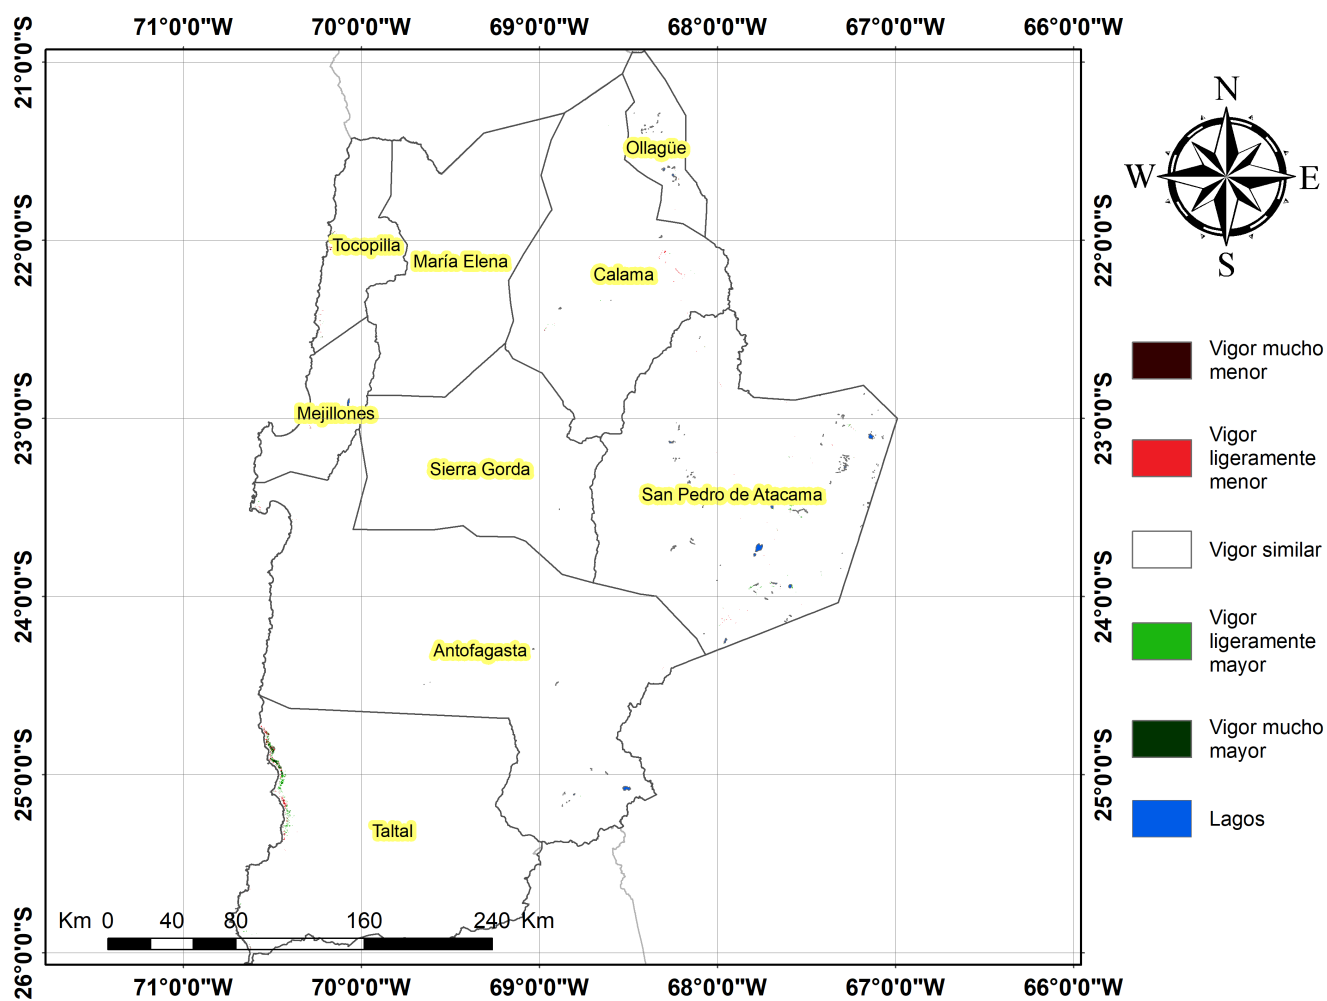 71°0'0"W 70°0'0"W 69°0'0"W 68°0'0"W 67°0'0"W 66°0'0"W
21°0'0"S
22°0'0"S
23°0'0"S
24°0'0"S
25°0'0"S
26°0'0"S
Ollagüe
Tocopilla
María Elena
Calama
Mejillones
Sierra Gorda
San Pedro de Atacama
Antofagasta
Taltal
Km 0 40 80 160 240 Km
71°0'0"W 70°0'0"W 69°0'0"W 68°0'0"W 67°0'0"W 66°0'0"W
22°0'0"S
23°0'0"S
24°0'0"S
25°0'0"S
N
W E
S
Vigor mucho
menor
Vigor
ligeramente
menor
Vigor similar
Vigor
ligeramente
mayor
Vigor mucho
mayor
Lagos